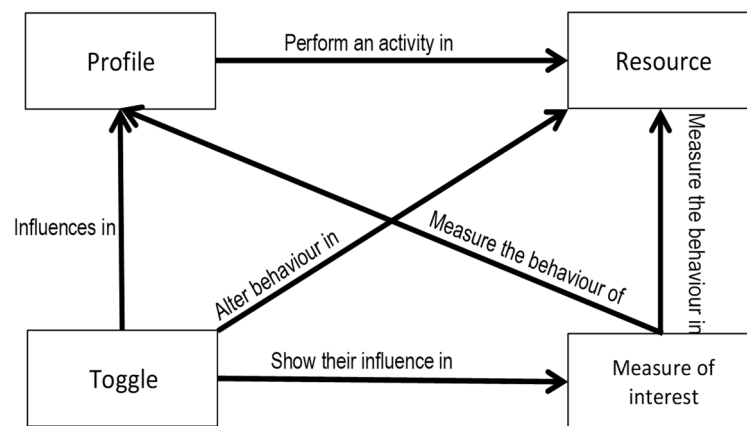 Perform an activity in
Profile
Resource
Measure the behaviour in
Influences in
Alter behaviour in
Measure the behaviour of
Toggle
Show their influence in
Measure of
interest